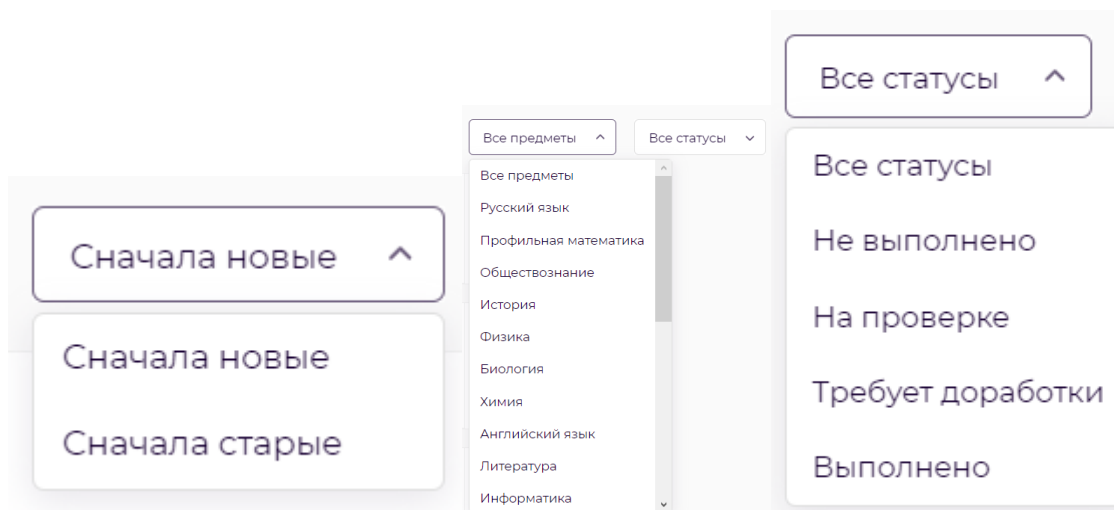 Сначала новые
Сначала новые
Сначала старые
Все предметы
Все статусы
Все предметы
Русский язык
Профильная математика
Обществознание
История
Физика
Биология
Химия
Английский язык
Литература
Информатика
Все статусы
Все статусы
Не выполнено
На проверке
Требует доработки
Выполнено